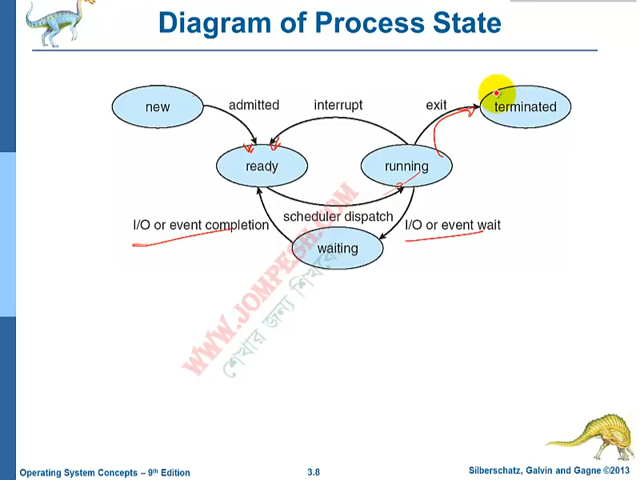 Diagram of Process State
new
admitted
interrupt
exit
terminated
ready
running
scheduler dispatch
I/O or event completion
I/O or event wait
waiting
WWW.JOMPESH.COM
শেখার জন্য শিখি
Operating System Concepts – 9th Edition
3.8
Silberschatz, Galvin and Gagne ©2013